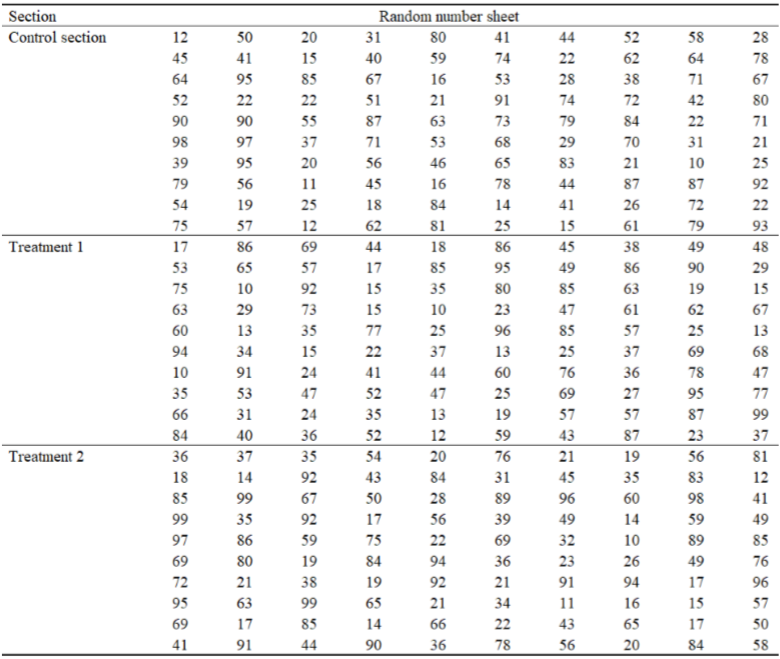 Section Random number sheet
Control section 12 50 20 31 80 41 44 52 58 28
45 41 15 40 59 74 22 62 64 78
64 95 85 67 16 53 28 38 71 67
52 22 22 51 21 91 74 72 42 80
90 90 55 87 63 73 79 84 22 71
98 97 37 71 53 68 29 70 31 21
39 95 20 56 46 65 83 21 10 25
79 56 11 45 16 78 44 87 87 92
54 19 25 18 84 14 41 26 72 22
75 57 12 62 81 25 15 61 79 93
Treatment 1 17 86 69 44 18 86 45 38 49 48
53 65 57 17 85 95 49 86 90 29
75 10 92 15 35 80 85 63 19 15
63 29 73 15 10 23 47 61 62 67
60 13 35 77 25 96 85 57 25 13
94 34 15 22 37 13 25 37 69 68
10 91 24 41 44 60 76 36 78 47
35 53 47 52 47 25 69 27 95 77
66 31 24 35 13 19 57 57 87 99
84 40 36 52 12 59 43 87 23 37
Treatment 2 36 37 35 54 20 76 21 19 56 81
18 14 92 43 84 31 45 35 83 12
85 99 67 50 28 89 96 60 98 41
99 35 92 17 56 39 49 14 59 49
97 86 59 75 22 69 32 10 89 85
69 80 19 84 94 36 23 26 49 76
72 21 38 19 92 21 91 94 17 96
95 63 99 65 21 34 11 16 15 57
69 17 85 14 66 22 43 65 17 50
41 91 44 90 36 78 56 20 84 58